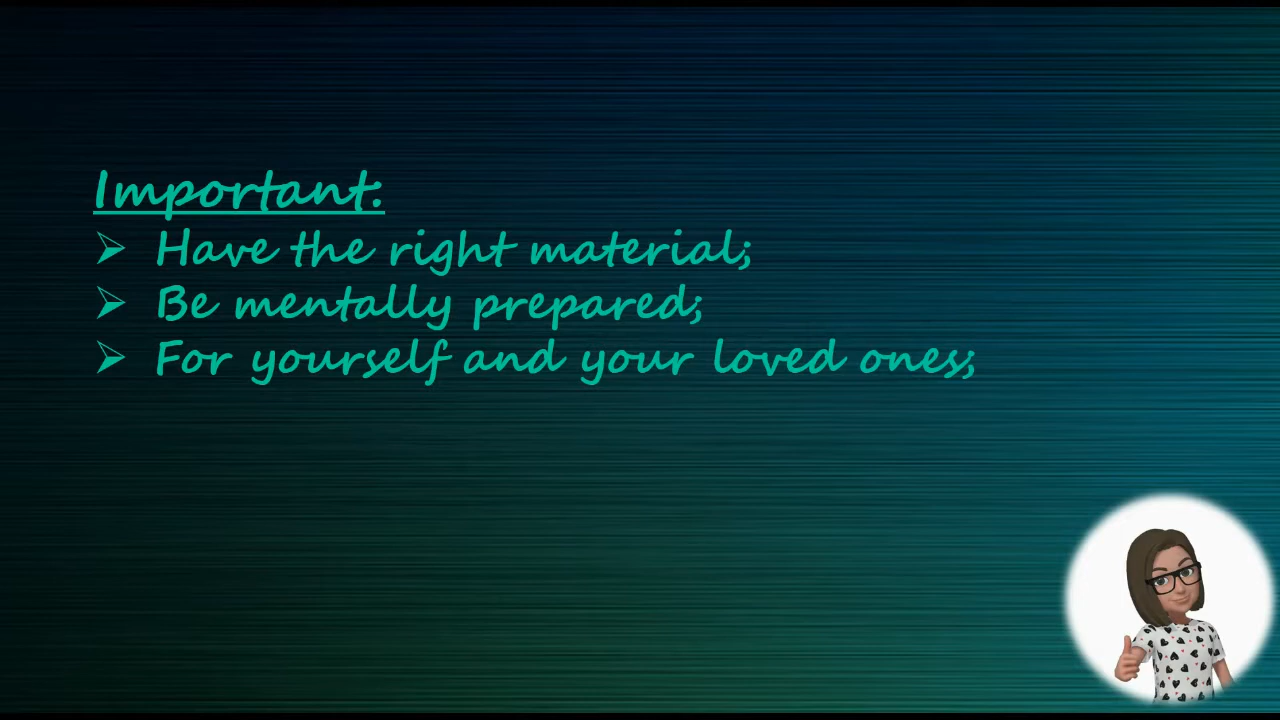 Important:
➢ Have the right material;
➢ Be mentally prepared;
➢ For yourself and your loved ones;